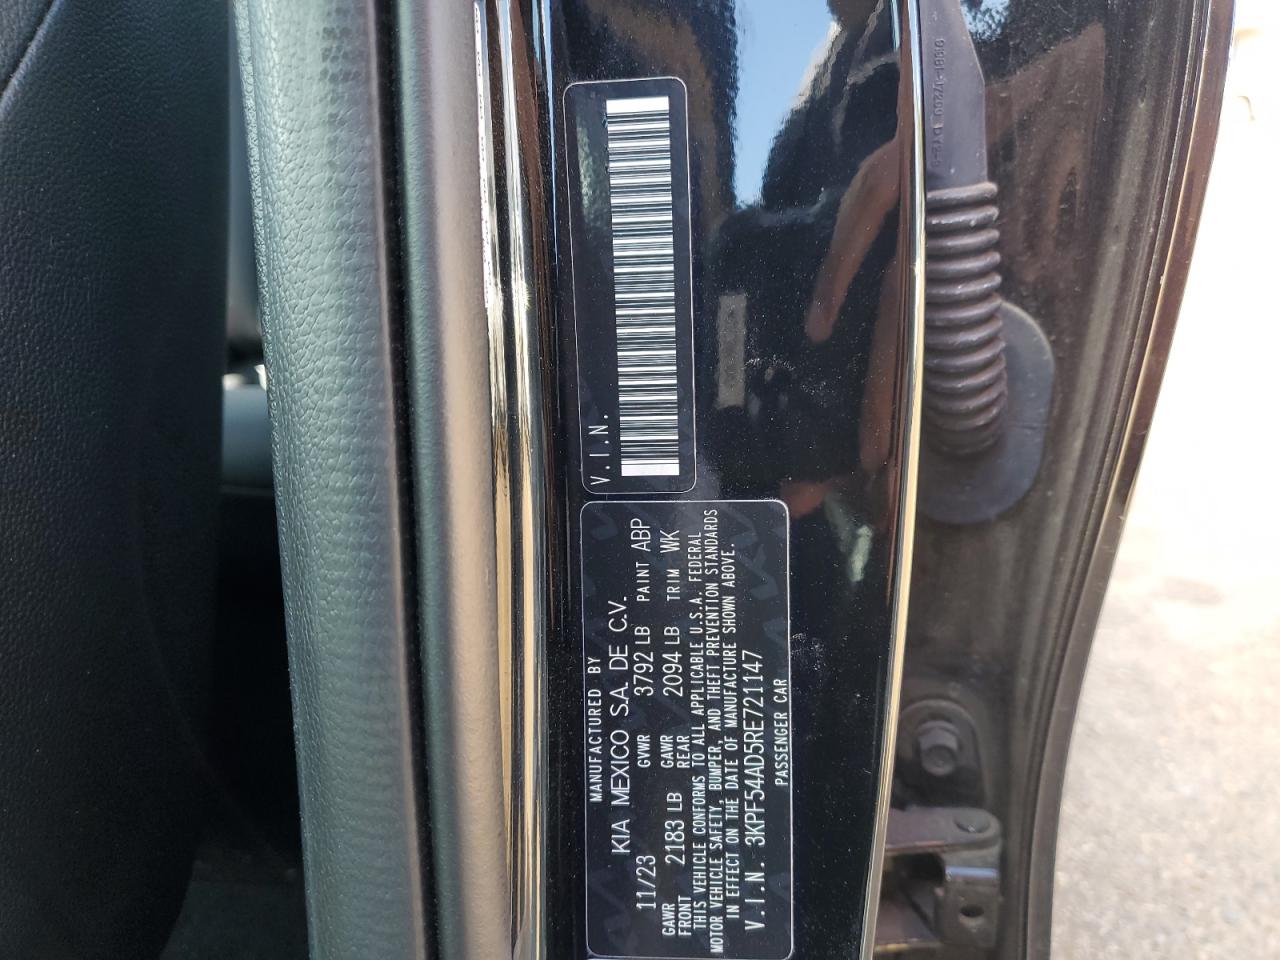 V.I.N.
MANUFACTURED BY
KIA MEXICO S.A. DE C.V.
11/23 GVWR 3792 LB PAINT ABP
GAWR FRONT 2183 LB GAWR REAR 2094 LB TRIM WK
THIS VEHICLE CONFORMS TO ALL APPLICABLE U.S.A. FEDERAL
MOTOR VEHICLE SAFETY, BUMPER, AND THEFT PREVENTION STANDARDS
IN EFFECT ON THE DATE OF MANUFACTURE SHOWN ABOVE.
V.I.N. 3KPF54AD5RE721147
PASSENGER CAR